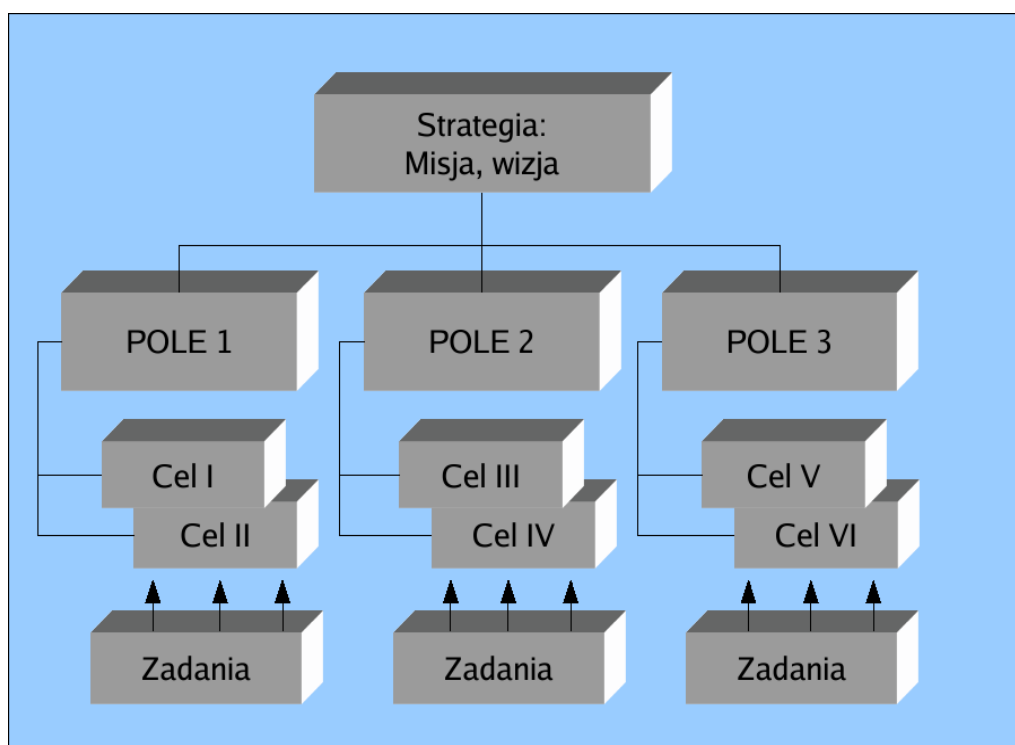 Strategia:
Misja, wizja
POLE 1
POLE 2
POLE 3
Cel I
Cel II
Cel III
Cel IV
Cel V
Cel VI
Zadania
Zadania
Zadania